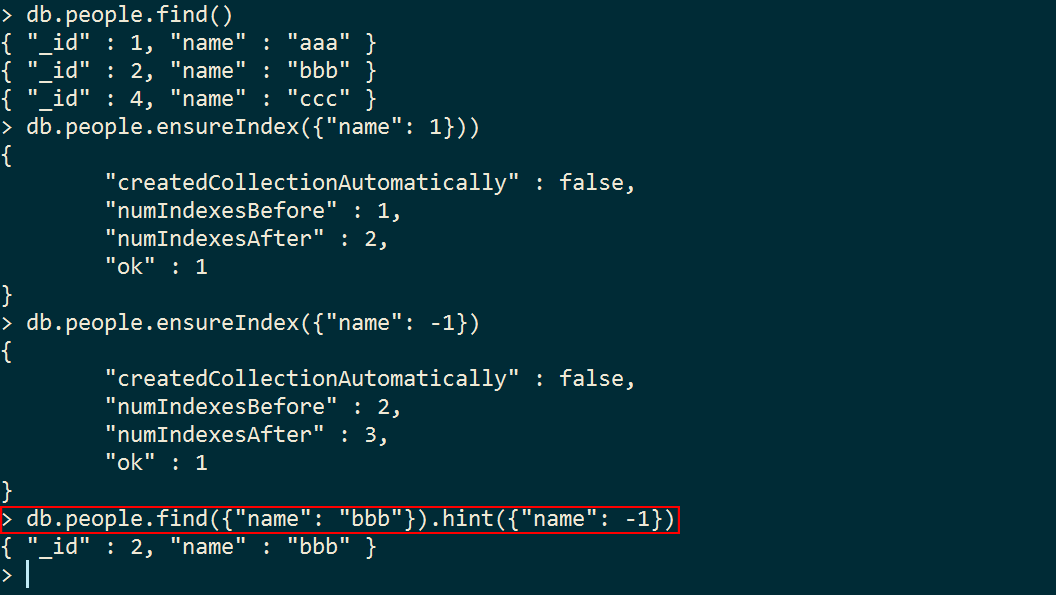 > db.people.find()
{ "_id" : 1, "name" : "aaa" }
{ "_id" : 2, "name" : "bbb" }
{ "_id" : 4, "name" : "ccc" }
> db.people.ensureIndex({"name": 1}))
{
        "createdCollectionAutomatically" : false,
        "numIndexesBefore" : 1,
        "numIndexesAfter" : 2,
        "ok" : 1
}
> db.people.ensureIndex({"name": -1})
{
        "createdCollectionAutomatically" : false,
        "numIndexesBefore" : 2,
        "numIndexesAfter" : 3,
        "ok" : 1
}
> db.people.find({"name": "bbb"}).hint({"name": -1})
{ "_id" : 2, "name" : "bbb" }
>